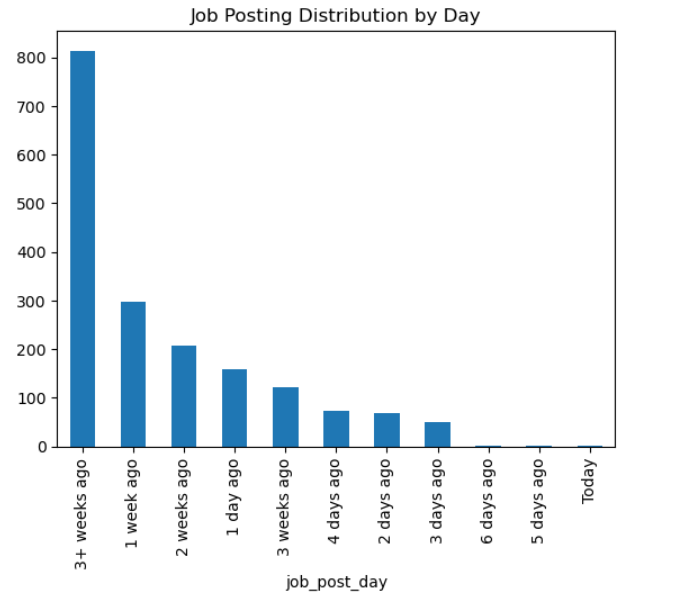 Job Posting Distribution by Day
800
700
600
500
400
300
200
100
0
3+ weeks ago
1 week ago
2 weeks ago
1 day ago
3 weeks ago
4 days ago
2 days ago
3 days ago
6 days ago
5 days ago
Today
job_post_day